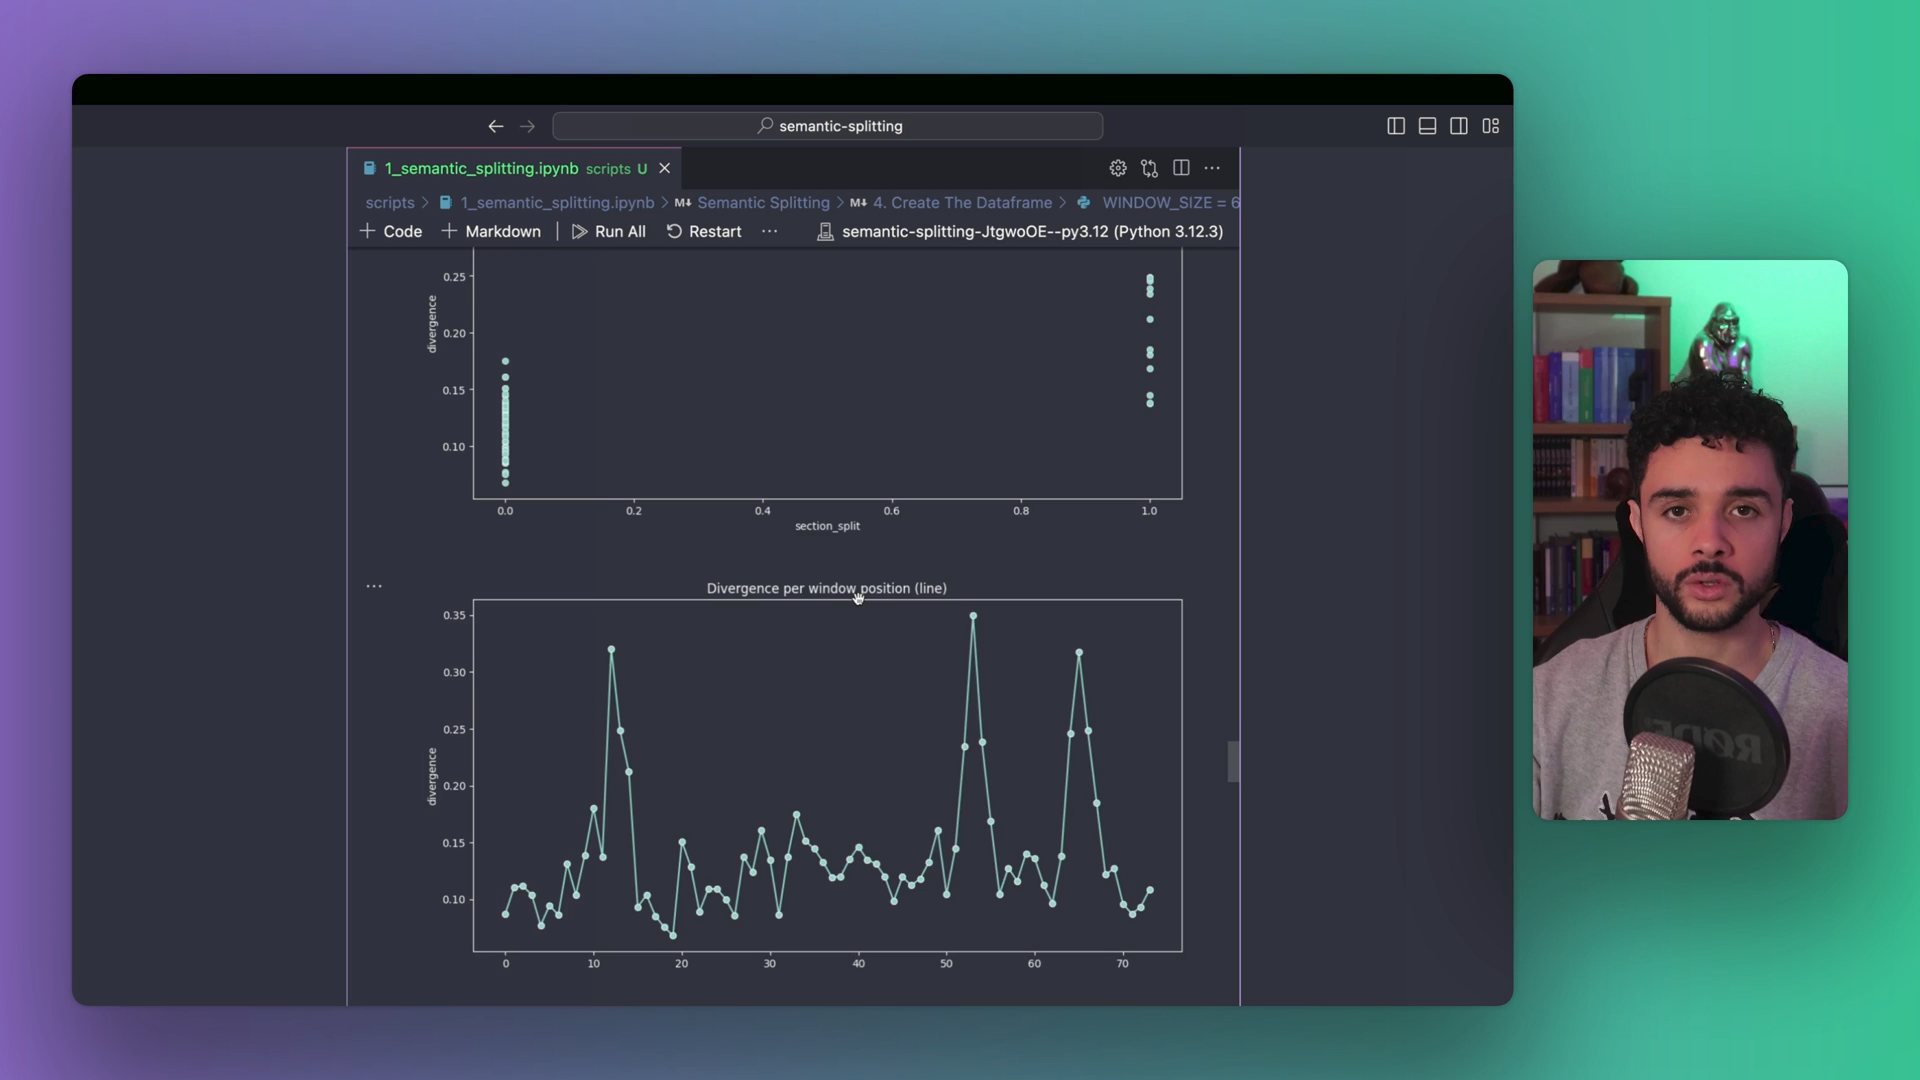 semantic-splitting
1_semantic_splitting.ipynb scripts U
scripts > 1_semantic_splitting.ipynb > M↓ Semantic Splitting > M↓ 4. Create The Dataframe > WINDOW_SIZE = 6
+ Code + Markdown | Run All Restart ··· semantic-splitting-JtgwoOE--py3.12 (Python 3.12.3)
0.25
0.20
0.15
0.10
divergence
0.0 0.2 0.4 0.6 0.8 1.0
section_split
Divergence per window position (line)
0.35
0.30
0.25
0.20
0.15
0.10
divergence
0 10 20 30 40 50 60 70
RØDE